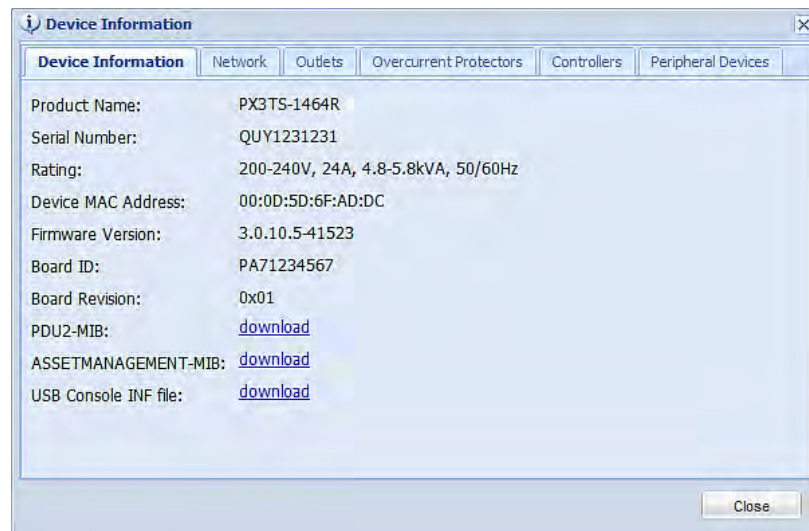 Device Information
Device Information Network Outlets Overcurrent Protectors Controllers Peripheral Devices
Product Name: PX3TS-1464R
Serial Number: QUY1231231
Rating: 200-240V, 24A, 4.8-5.8kVA, 50/60Hz
Device MAC Address: 00:0D:5D:6F:AD:DC
Firmware Version: 3.0.10.5-41523
Board ID: PA71234567
Board Revision: 0x01
PDU2-MIB: download
ASSETMANAGEMENT-MIB: download
USB Console INF file: download
Close